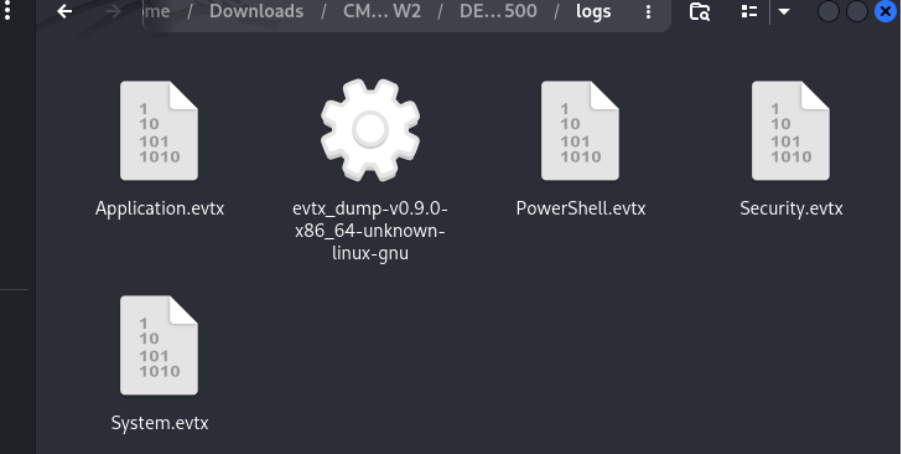 me / Downloads / CM... W2 / DE...500 / logs
1
10
101
1010
Application.evtx
evtx_dump-v0.9.0-
x86_64-unknown-
linux-gnu
1
10
101
1010
PowerShell.evtx
1
10
101
1010
Security.evtx
1
10
101
1010
System.evtx